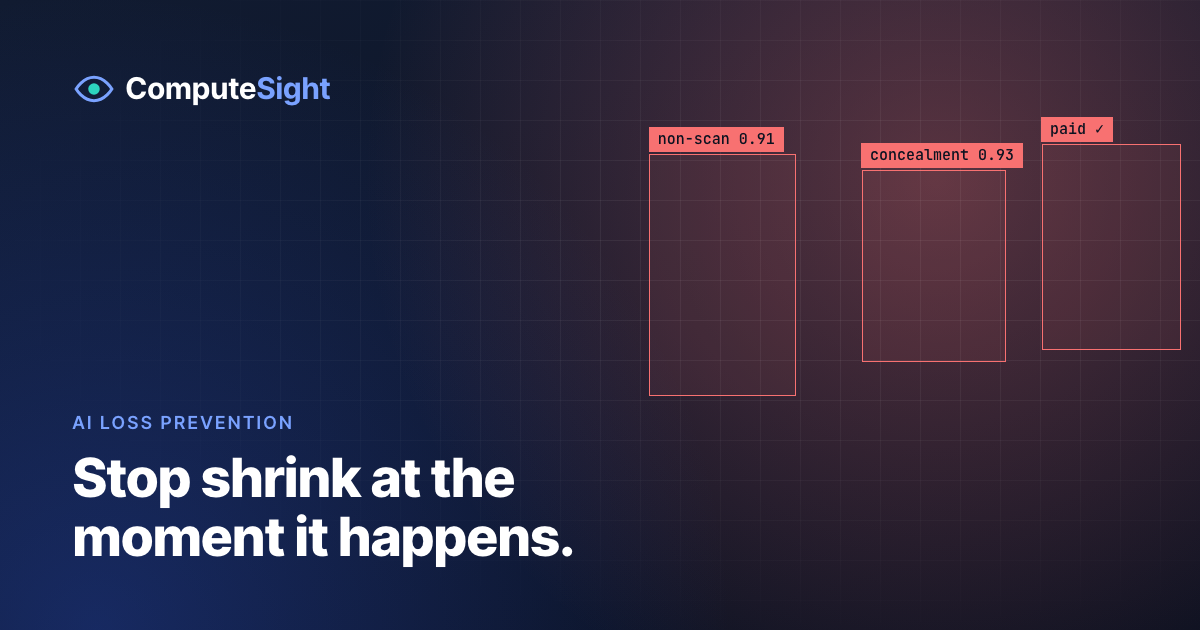 ComputeSight
non-scan 0.91
concealment 0.93
paid ✓
AI LOSS PREVENTION
Stop shrink at the
moment it happens.